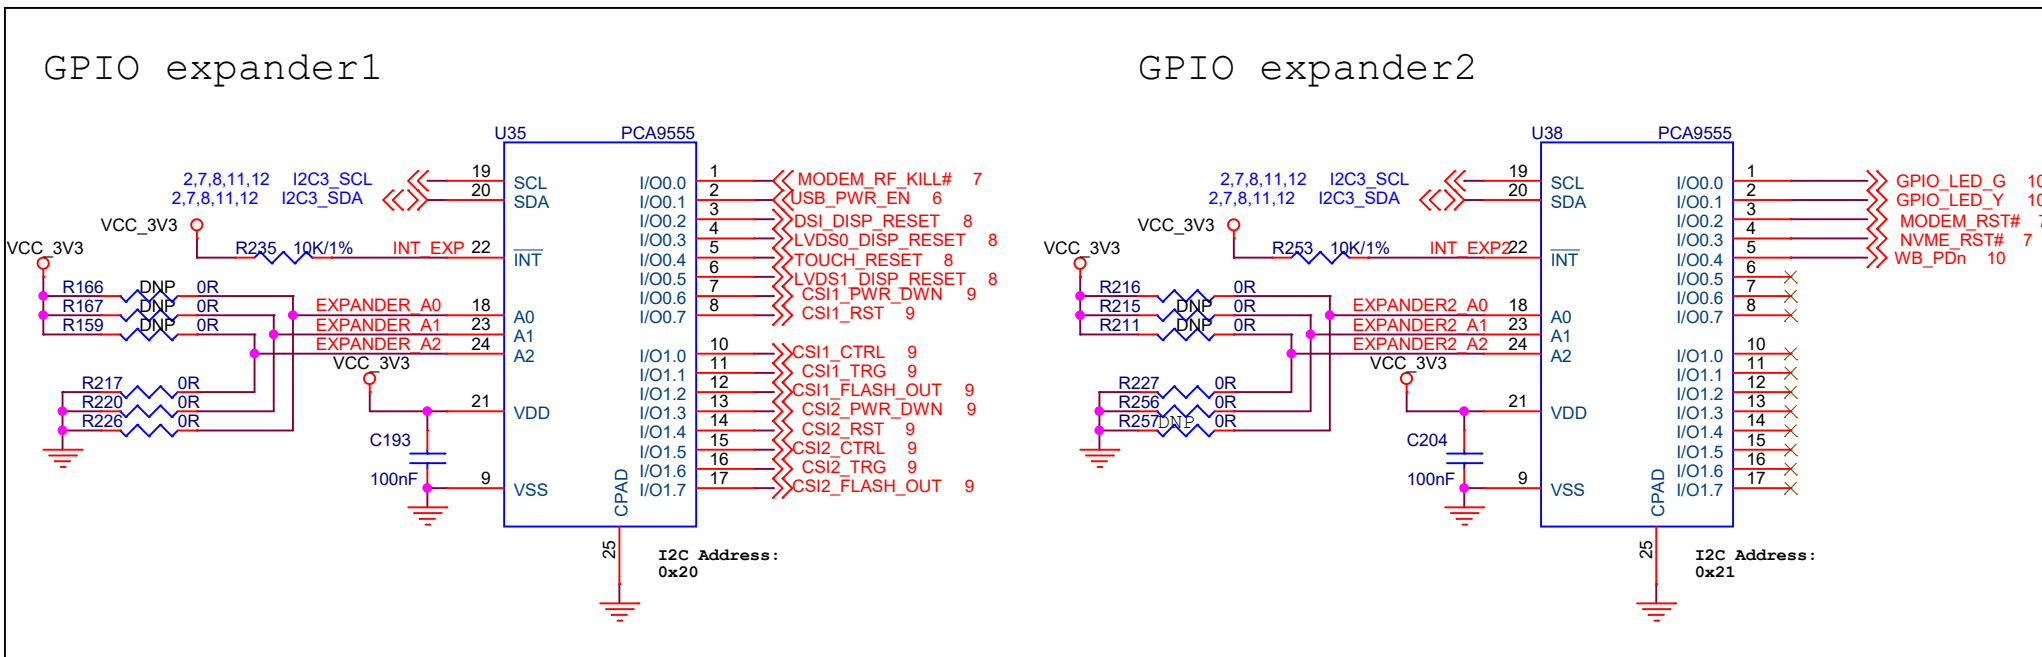 GPIO expander1
U35 PCA9555
2,7,8,11,12 I2C3_SCL 19 SCL
2,7,8,11,12 I2C3_SDA 20 SDA
VCC_3V3
R235 10K/1% INT_EXP 22 INT
VCC_3V3
R166 DNP 0R
R167 DNP 0R
R159 DNP 0R
EXPANDER_A0 18 A0
EXPANDER_A1 23 A1
EXPANDER_A2 24 A2
VCC_3V3
R217 0R
R220 0R
R226 0R
21 VDD
C193
100nF
9 VSS
CPAD
25
I/O0.0 1 MODEM_RF_KILL# 7
I/O0.1 2 USB_PWR_EN 6
I/O0.2 3 DSI_DISP_RESET 8
I/O0.3 4 LVDS0_DISP_RESET 8
I/O0.4 5 TOUCH_RESET 8
I/O0.5 6 LVDS1_DISP_RESET 8
I/O0.6 7 CSI1_PWR_DWN 9
I/O0.7 8 CSI1_RST 9
I/O1.0 10 CSI1_CTRL 9
I/O1.1 11 CSI1_TRG 9
I/O1.2 12 CSI1_FLASH_OUT 9
I/O1.3 13 CSI2_PWR_DWN 9
I/O1.4 14 CSI2_RST 9
I/O1.5 15 CSI2_CTRL 9
I/O1.6 16 CSI2_TRG 9
I/O1.7 17 CSI2_FLASH_OUT 9
I2C Address:
0x20
GPIO expander2
U38 PCA9555
2,7,8,11,12 I2C3_SCL 19 SCL
2,7,8,11,12 I2C3_SDA 20 SDA
VCC_3V3
R253 10K/1% INT_EXP2 22 INT
VCC_3V3
R216 0R
R215 DNP 0R
R211 DNP 0R
EXPANDER2_A0 18 A0
EXPANDER2_A1 23 A1
EXPANDER2_A2 24 A2
VCC_3V3
R227 0R
R256 0R
R257 DNP 0R
21 VDD
C204
100nF
9 VSS
CPAD
25
I/O0.0 1 GPIO_LED_G 10
I/O0.1 2 GPIO_LED_Y 10
I/O0.2 3 MODEM_RST# 7
I/O0.3 4 NVME_RST# 7
I/O0.4 5 WB_PDn 10
I/O0.5 6
I/O0.6 7
I/O0.7 8
I/O1.0 10
I/O1.1 11
I/O1.2 12
I/O1.3 13
I/O1.4 14
I/O1.5 15
I/O1.6 16
I/O1.7 17
I2C Address:
0x21